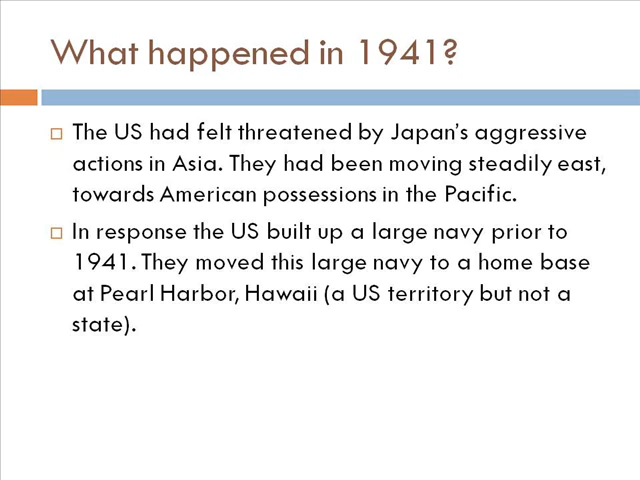 What happened in 1941?
The US had felt threatened by Japan's aggressive
actions in Asia. They had been moving steadily east,
towards American possessions in the Pacific.
In response the US built up a large navy prior to
1941. They moved this large navy to a home base
at Pearl Harbor, Hawaii (a US territory but not a
state).